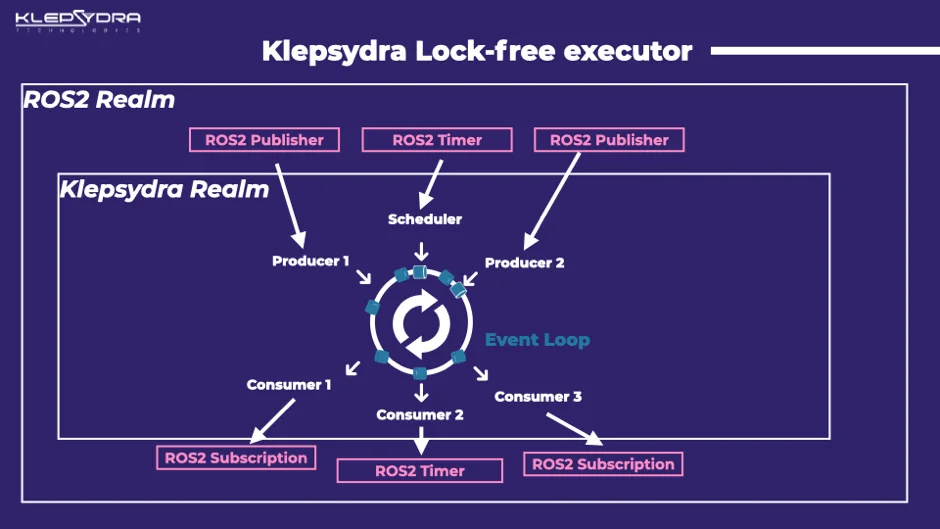 KLEPSYDRA
TECHNOLOGIES
Klepsydra Lock-free executor
ROS2 Realm
ROS2 Publisher
ROS2 Timer
ROS2 Publisher
Klepsydra Realm
Scheduler
Producer 1
Producer 2
Event Loop
Consumer 1
Consumer 2
Consumer 3
ROS2 Subscription
ROS2 Timer
ROS2 Subscription